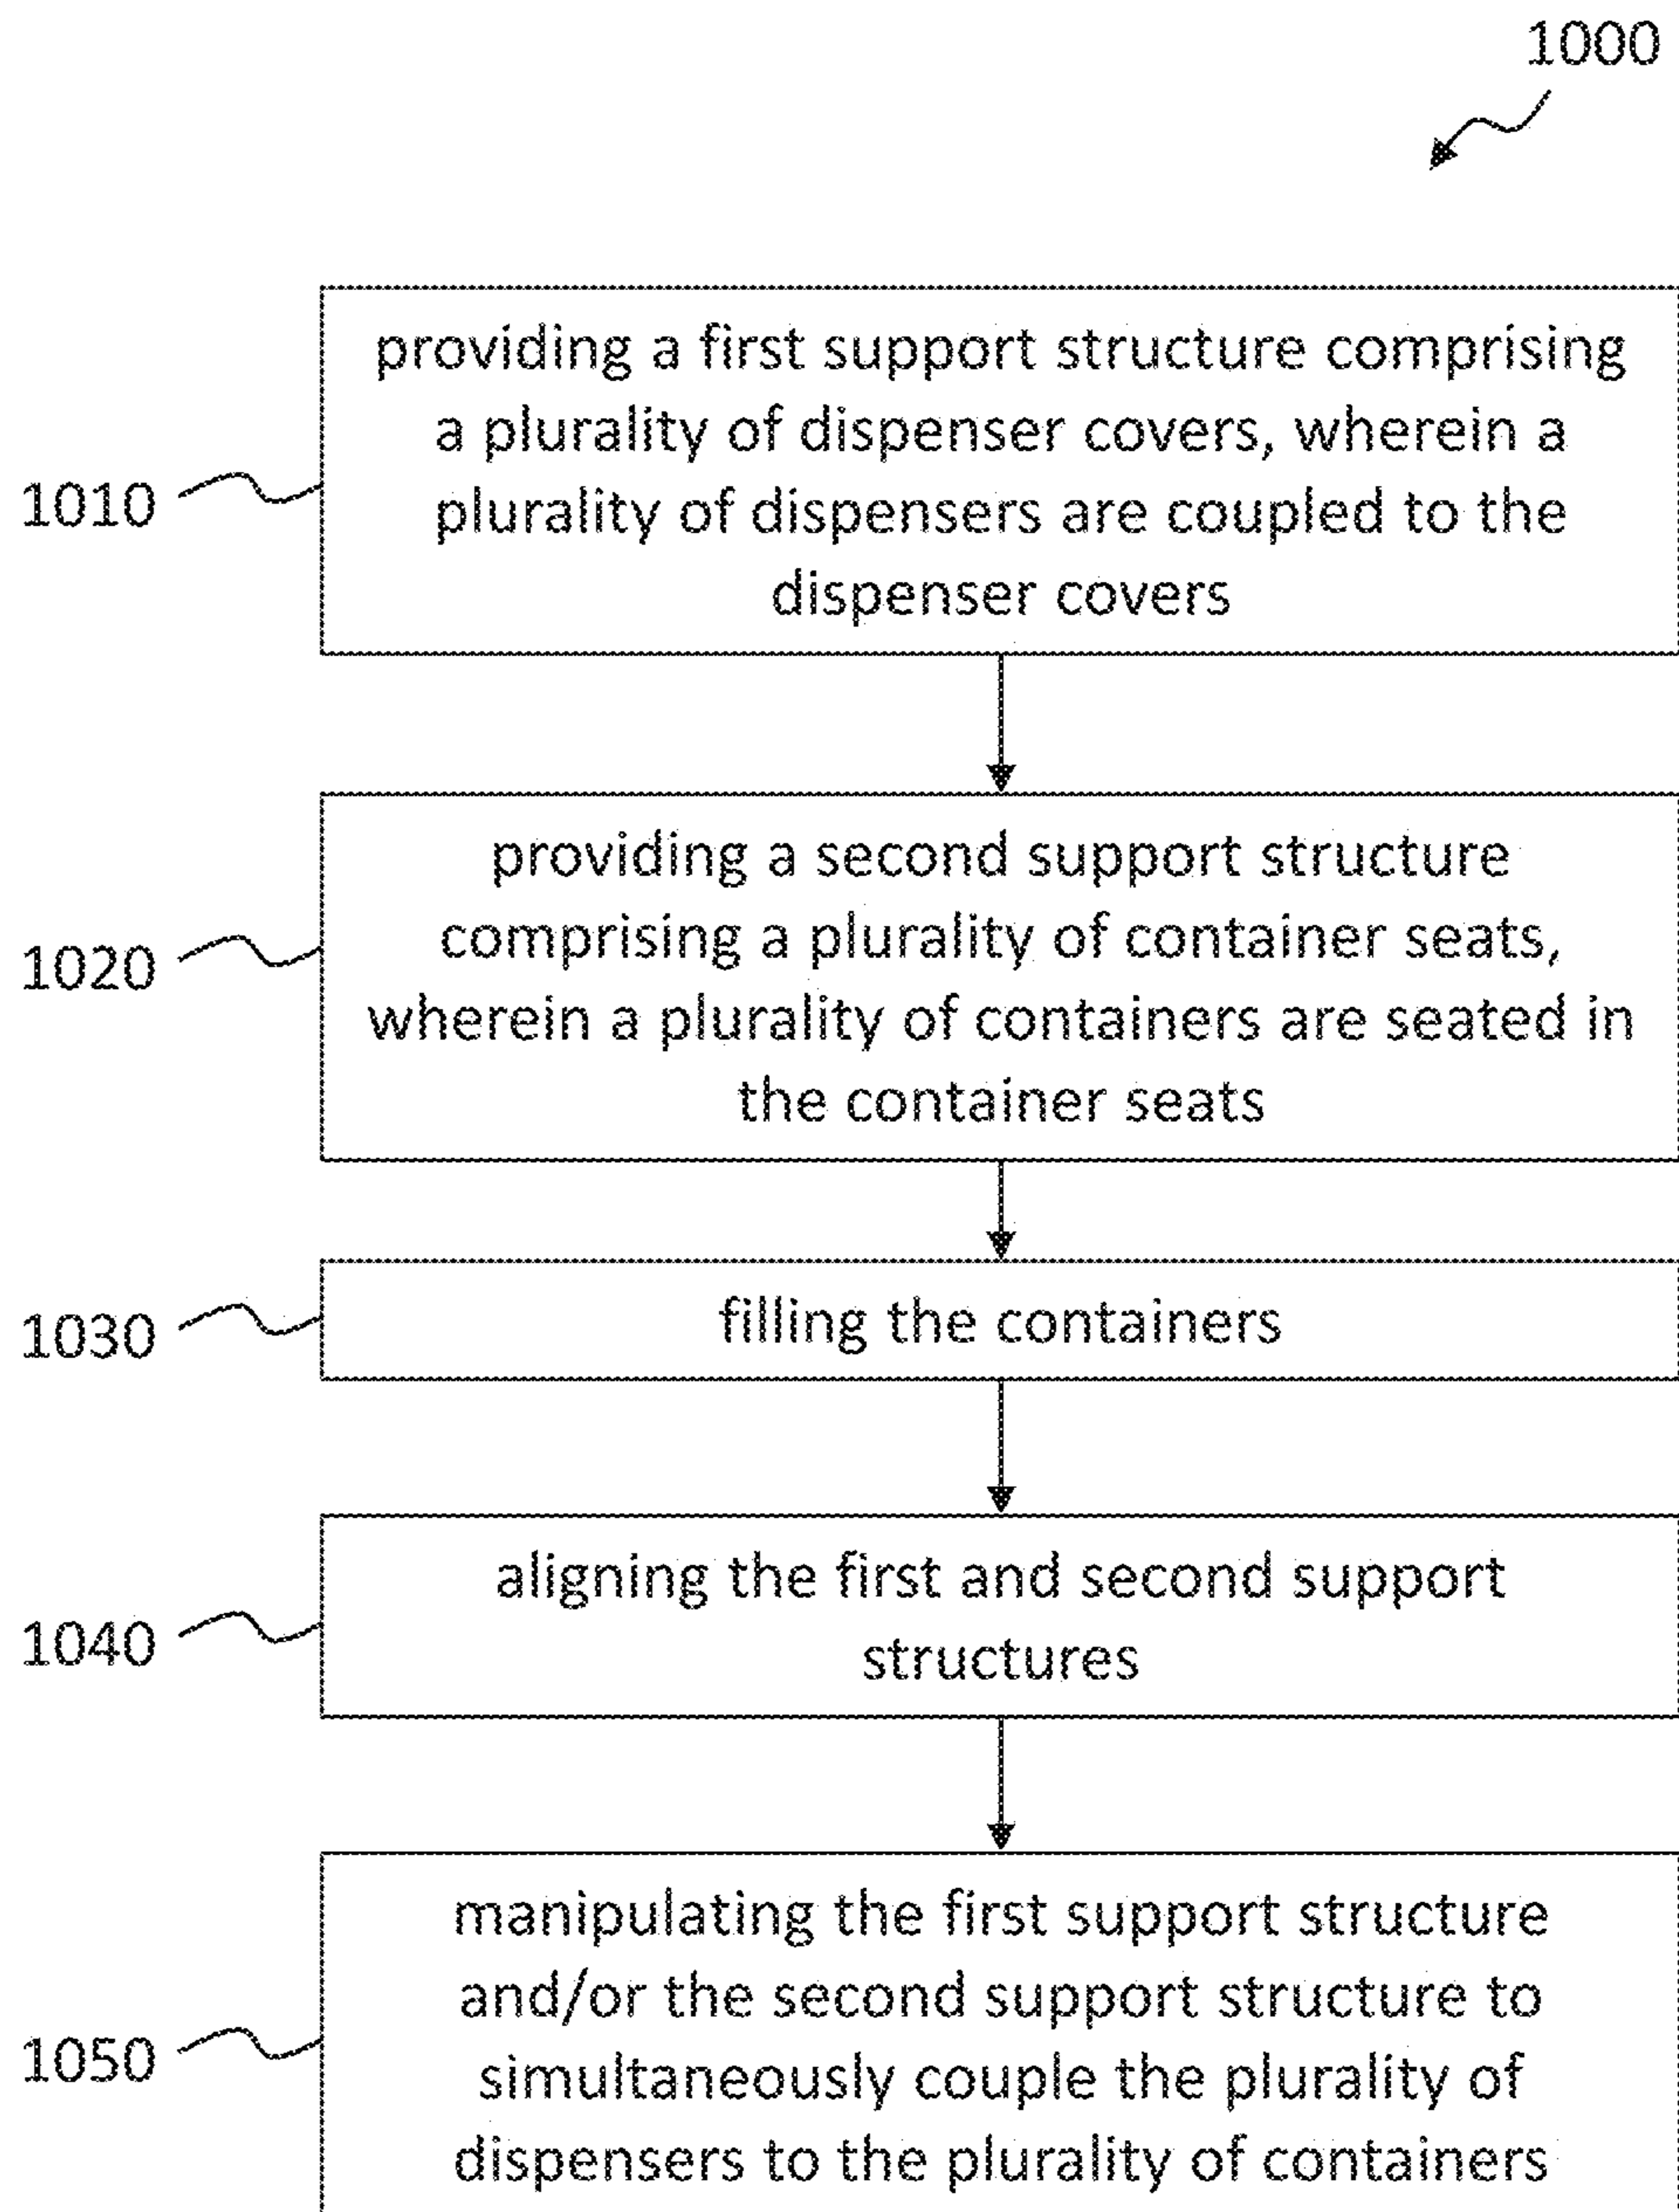 1000
providing a first support structure comprising
a plurality of dispenser covers, wherein a
plurality of dispensers are coupled to the
dispenser covers
1010
providing a second support structure
comprising a plurality of container seats,
wherein a plurality of containers are seated in
the container seats
1020
filling the containers
1030
aligning the first and second support
structures
1040
manipulating the first support structure
and/or the second support structure to
simultaneously couple the plurality of
dispensers to the plurality of containers
1050